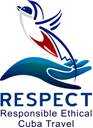 RESPECT
Responsible Ethical
Cuba Travel